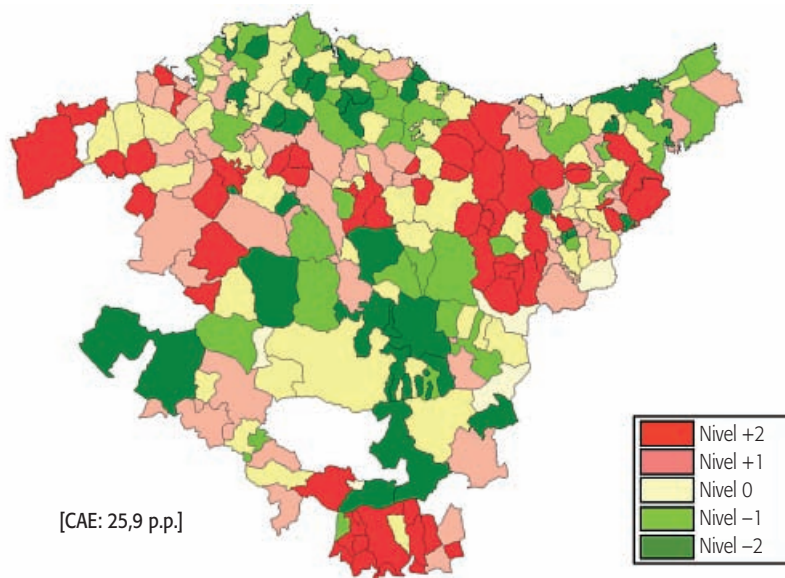 Nivel +2
Nivel +1
Nivel 0
Nivel –1
Nivel –2
[CAE: 25,9 p.p.]